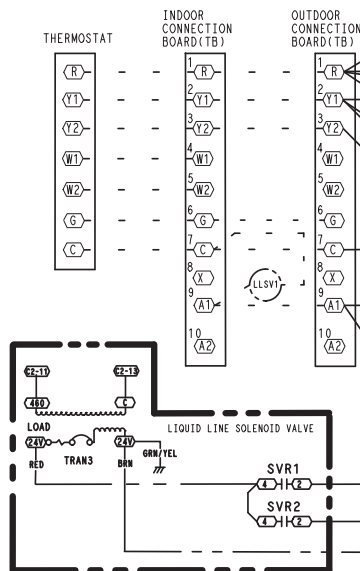 THERMOSTAT
INDOOR
CONNECTION
BOARD(TB)
OUTDOOR
CONNECTION
BOARD(TB)
R 1 R 1 R
Y1 2 Y1 2 Y1
Y2 3 Y2 3 Y2
W1 4 W1 4 W1
W2 5 W2 5 W2
G 6 G 6 G
C 7 C 7 C
8 X 8 X
LLSV1
9 A1 9 A1
10 A2 10 A2
C2-11 C2-13
460 C
LOAD
LIQUID LINE SOLENOID VALVE
24V 24V
GRN/YEL
RED TRAN3 BRN
SVR1
4 2
SVR2
4 2